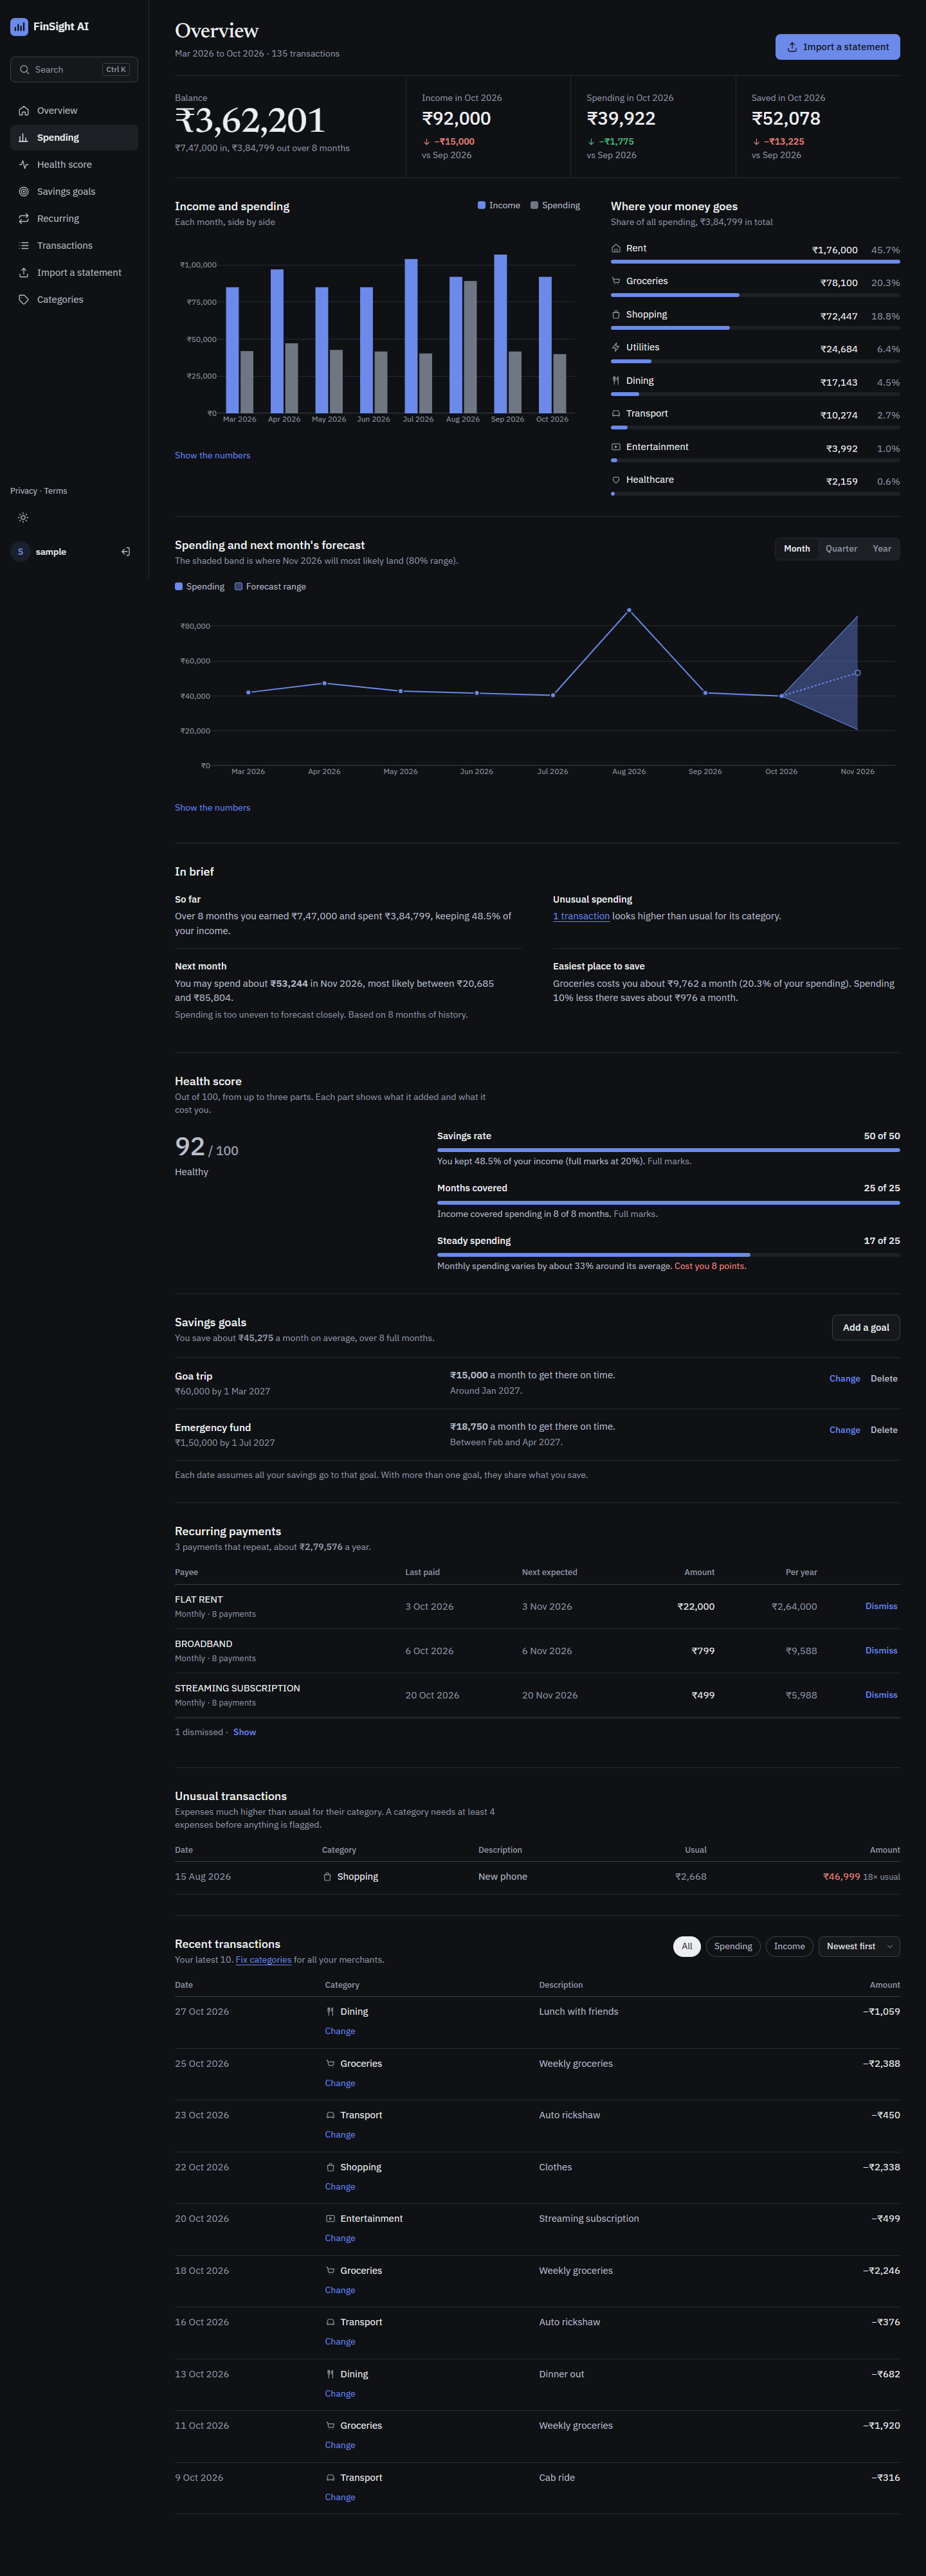 FinSight AI
Search Ctrl K
Overview
Spending
Health score
Savings goals
Recurring
Transactions
Import a statement
Categories
Privacy · Terms
S sample
Overview
Mar 2026 to Oct 2026 · 135 transactions
Import a statement
Balance
₹3,62,201
₹7,47,000 in, ₹3,84,799 out over 8 months
Income in Oct 2026
₹92,000
↓ −₹15,000
vs Sep 2026
Spending in Oct 2026
₹39,922
↓ −₹1,775
vs Sep 2026
Saved in Oct 2026
₹52,078
↓ −₹13,225
vs Sep 2026
Income and spending
Each month, side by side
Income Spending
₹1,00,000
₹75,000
₹50,000
₹25,000
₹0
Mar 2026 Apr 2026 May 2026 Jun 2026 Jul 2026 Aug 2026 Sep 2026 Oct 2026
Show the numbers
Where your money goes
Share of all spending, ₹3,84,799 in total
Rent ₹1,76,000 45.7%
Groceries ₹78,100 20.3%
Shopping ₹72,447 18.8%
Utilities ₹24,684 6.4%
Dining ₹17,143 4.5%
Transport ₹10,274 2.7%
Entertainment ₹3,992 1.0%
Healthcare ₹2,159 0.6%
Spending and next month's forecast
The shaded band is where Nov 2026 will most likely land (80% range).
Month Quarter Year
Spending Forecast range
₹80,000
₹60,000
₹40,000
₹20,000
₹0
Mar 2026 Apr 2026 May 2026 Jun 2026 Jul 2026 Aug 2026 Sep 2026 Oct 2026 Nov 2026
Show the numbers
In brief
So far
Over 8 months you earned ₹7,47,000 and spent ₹3,84,799, keeping 48.5% of
your income.
Unusual spending
1 transaction looks higher than usual for its category.
Next month
You may spend about ₹53,244 in Nov 2026, most likely between ₹20,685
and ₹85,804.
Spending is too uneven to forecast closely. Based on 8 months of history.
Easiest place to save
Groceries costs you about ₹9,762 a month (20.3% of your spending). Spending
10% less there saves about ₹976 a month.
Health score
Out of 100, from up to three parts. Each part shows what it added and what it
cost you.
92 / 100
Healthy
Savings rate 50 of 50
You kept 48.5% of your income (full marks at 20%). Full marks.
Months covered 25 of 25
Income covered spending in 8 of 8 months. Full marks.
Steady spending 17 of 25
Monthly spending varies by about 33% around its average. Cost you 8 points.
Savings goals
You save about ₹45,275 a month on average, over 8 full months.
Add a goal
Goa trip
₹60,000 by 1 Mar 2027
₹15,000 a month to get there on time.
Around Jan 2027.
Change Delete
Emergency fund
₹1,50,000 by 1 Jul 2027
₹18,750 a month to get there on time.
Between Feb and Apr 2027.
Change Delete
Each date assumes all your savings go to that goal. With more than one goal, they share what you save.
Recurring payments
3 payments that repeat, about ₹2,79,576 a year.
Payee Last paid Next expected Amount Per year
FLAT RENT
Monthly · 8 payments
3 Oct 2026 3 Nov 2026 ₹22,000 ₹2,64,000 Dismiss
BROADBAND
Monthly · 8 payments
6 Oct 2026 6 Nov 2026 ₹799 ₹9,588 Dismiss
STREAMING SUBSCRIPTION
Monthly · 8 payments
20 Oct 2026 20 Nov 2026 ₹499 ₹5,988 Dismiss
1 dismissed · Show
Unusual transactions
Expenses much higher than usual for their category. A category needs at least 4
expenses before anything is flagged.
Date Category Description Usual Amount
15 Aug 2026 Shopping New phone ₹2,668 ₹46,999 18× usual
Recent transactions
Your latest 10. Fix categories for all your merchants.
All Spending Income Newest first
Date Category Description Amount
27 Oct 2026 Dining Lunch with friends −₹1,059
Change
25 Oct 2026 Groceries Weekly groceries −₹2,388
Change
23 Oct 2026 Transport Auto rickshaw −₹450
Change
22 Oct 2026 Shopping Clothes −₹2,338
Change
20 Oct 2026 Entertainment Streaming subscription −₹499
Change
18 Oct 2026 Groceries Weekly groceries −₹2,246
Change
16 Oct 2026 Transport Auto rickshaw −₹376
Change
13 Oct 2026 Dining Dinner out −₹682
Change
11 Oct 2026 Groceries Weekly groceries −₹1,920
Change
9 Oct 2026 Transport Cab ride −₹316
Change